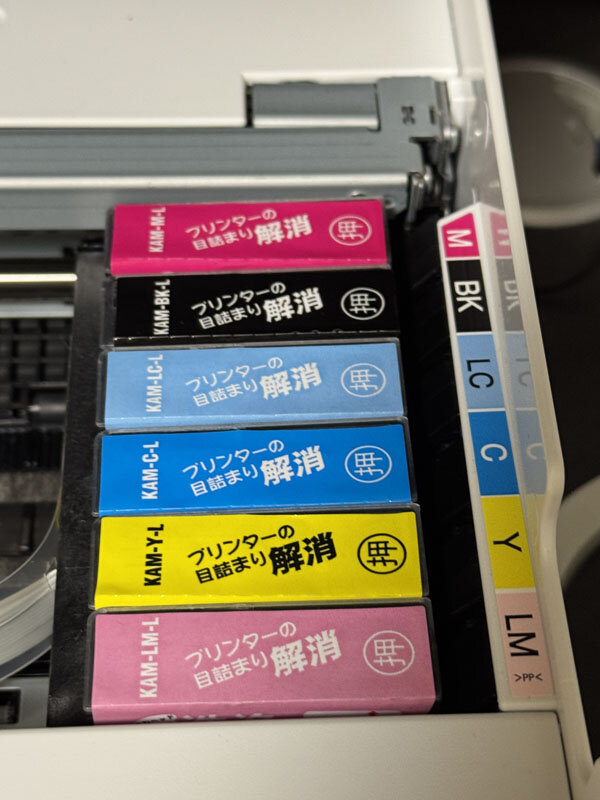 KAM-M-L
プリンターの
目詰まり解消
押
KAM-BK-L
プリンターの
目詰まり解消
押
KAM-LC-L
プリンターの
目詰まり解消
押
KAM-C-L
プリンターの
目詰まり解消
押
KAM-Y-L
プリンターの
目詰まり解消
押
KAM-LM-L
プリンターの
目詰まり解消
押
M
BK
LC
C
Y
LM
>PP<